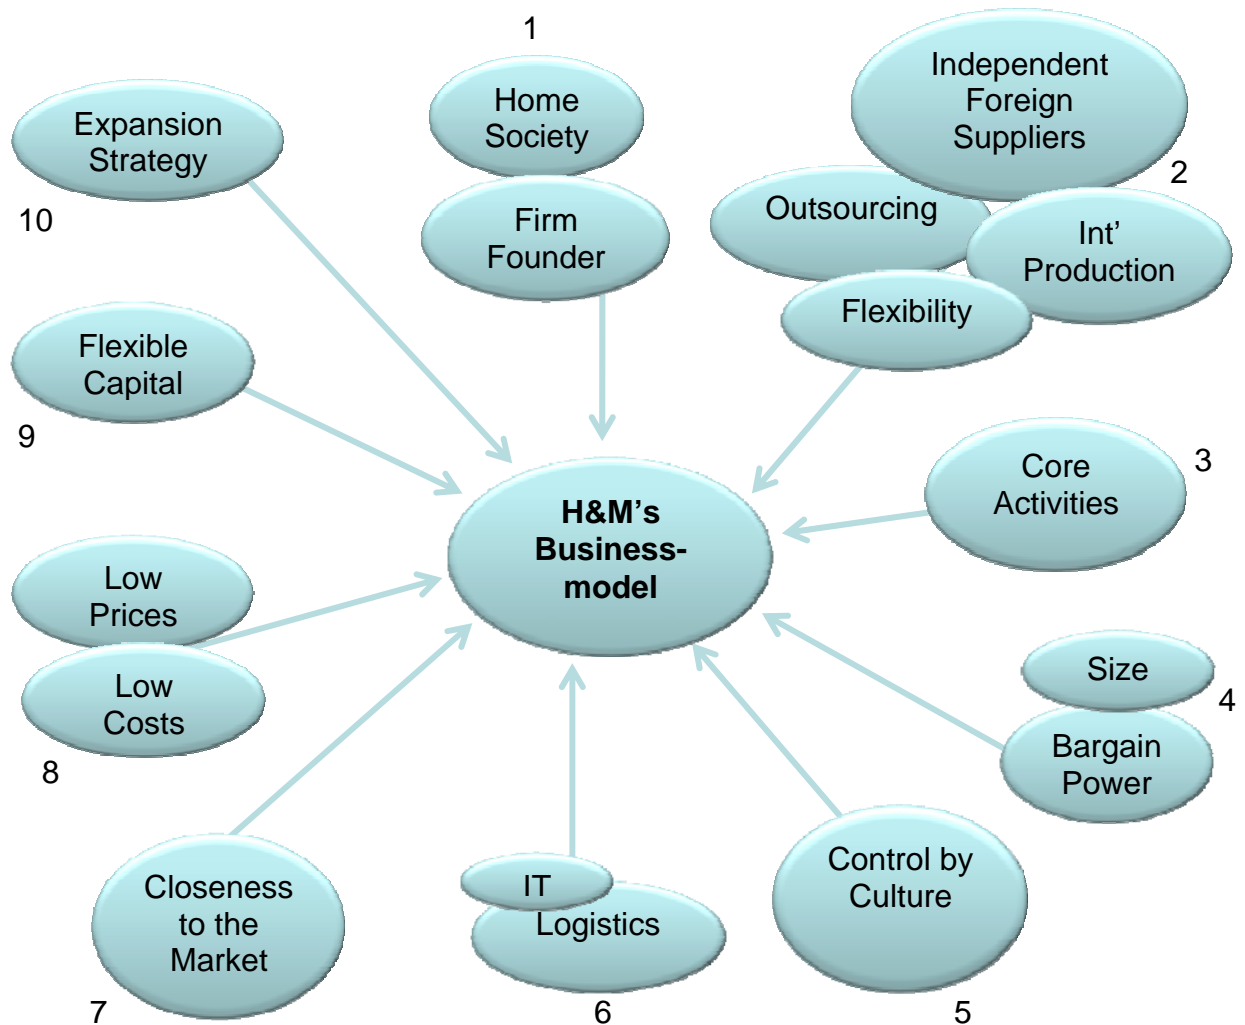 1
Home
Society
Firm
Founder
Independent
Foreign
Suppliers
2
Outsourcing
Int’
Production
Flexibility
Core
Activities
3
Size
4
Bargain
Power
Control by
Culture
5
IT
Logistics
6
Closeness
to the
Market
7
Low
Prices
Low
Costs
8
Flexible
Capital
9
Expansion
Strategy
10
H&M’s
Business-
model